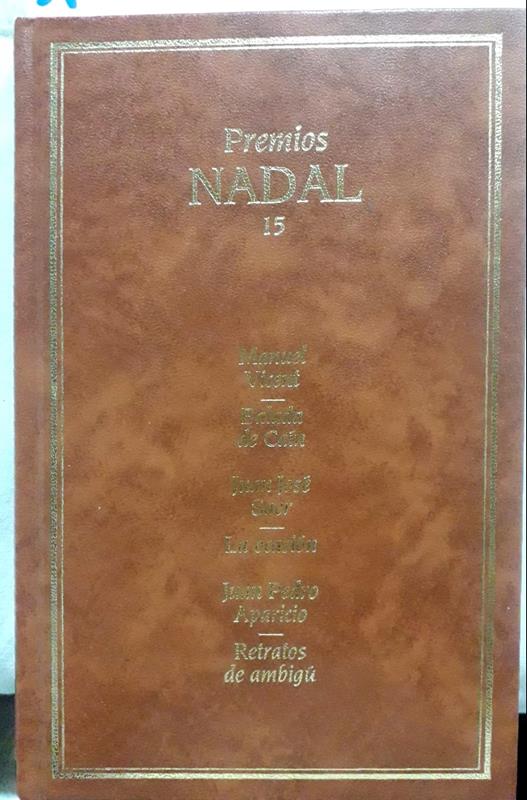 Premios
NADAL
15
Manuel
Vicent
Balada
de Caín
Juan José
Saer
La ocasión
Juan Pedro
Aparicio
Retratos
de ambigú